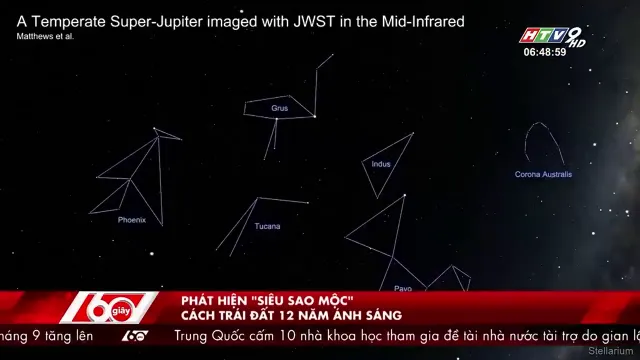 A Temperate Super-Jupiter imaged with JWST in the Mid-Infrared
Matthews et al.
HTV9 HD
06:48:59
Grus
Indus
Corona Australis
Phoenix
Tucana
Pavo
60 giây
PHÁT HIỆN "SIÊU SAO MỘC"
CÁCH TRÁI ĐẤT 12 NĂM ÁNH SÁNG
háng 9 tăng lên 60 Trung Quốc cấm 10 nhà khoa học tham gia đề tài nhà nước tài trợ do gian l
Stellarium